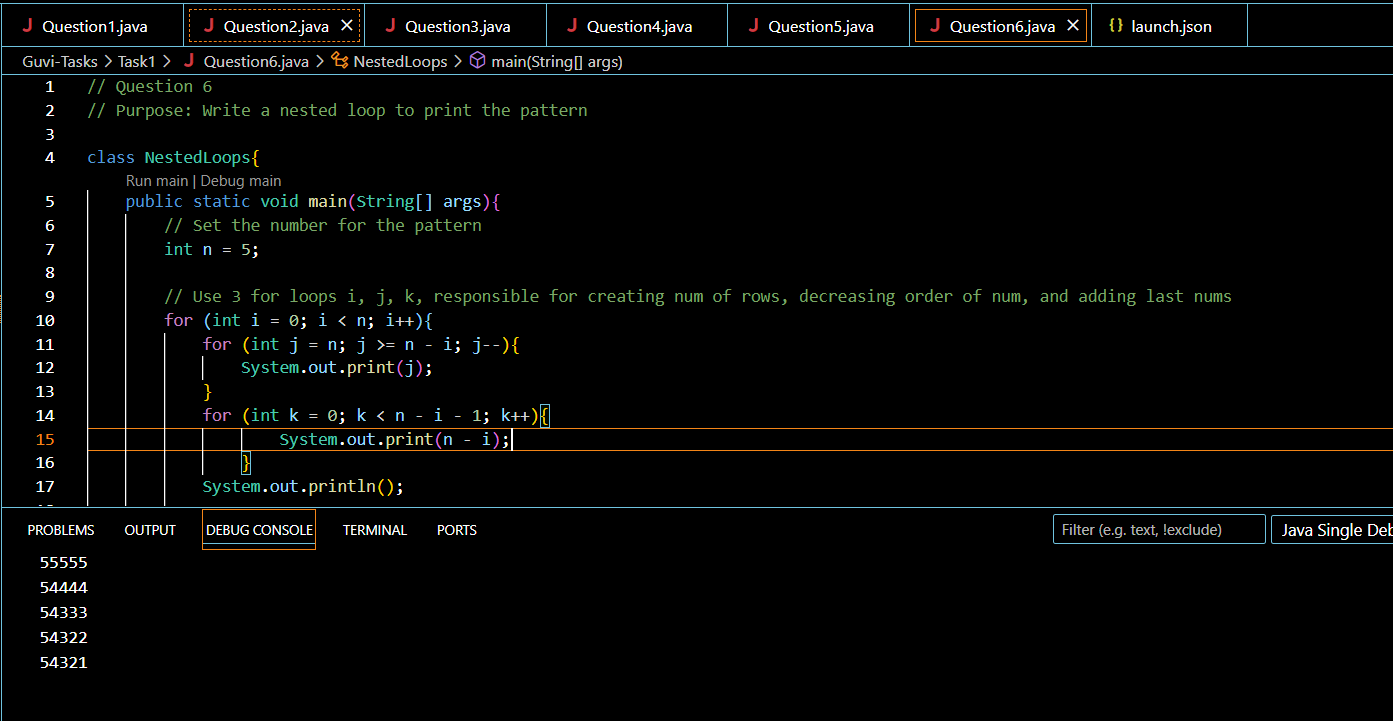 Question1.java Question2.java Question3.java Question4.java Question5.java Question6.java {} launch.json
Guvi-Tasks > Task1 > Question6.java > NestedLoops > main(String[] args)
1 // Question 6
2 // Purpose: Write a nested loop to print the pattern
3
4 class NestedLoops{
Run main | Debug main
5 public static void main(String[] args){
6 // Set the number for the pattern
7 int n = 5;
8
9 // Use 3 for loops i, j, k, responsible for creating num of rows, decreasing order of num, and adding last nums
10 for (int i = 0; i < n; i++){
11 for (int j = n; j >= n - i; j--){
12 System.out.print(j);
13 }
14 for (int k = 0; k < n - i - 1; k++){
15 System.out.print(n - i);
16 }
17 System.out.println();
PROBLEMS OUTPUT DEBUG CONSOLE TERMINAL PORTS Filter (e.g. text, !exclude) Java Single Deb
55555
54444
54333
54322
54321